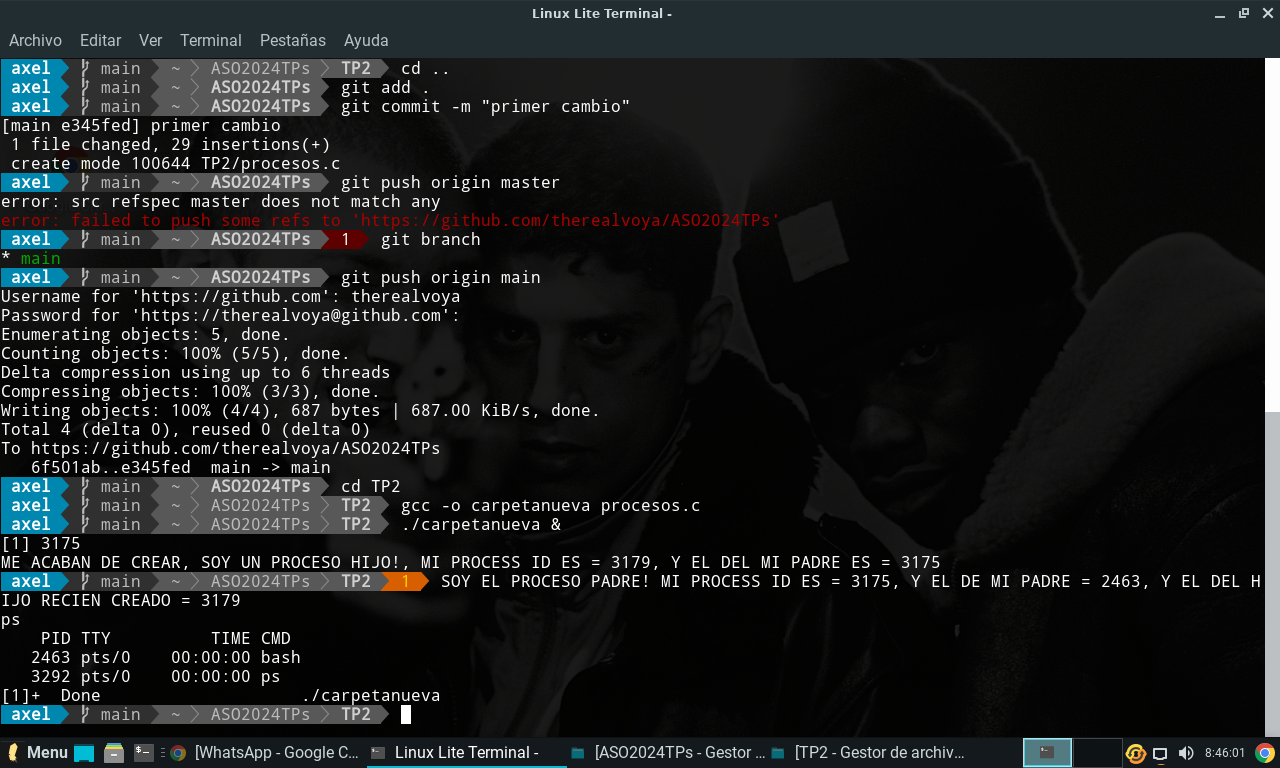 Linux Lite Terminal -
Archivo Editar Ver Terminal Pestañas Ayuda
axel main ~ ASO2024TPs TP2 cd ..
axel main ~ ASO2024TPs git add .
axel main ~ ASO2024TPs git commit -m "primer cambio"
[main e345fed] primer cambio
1 file changed, 29 insertions(+)
create mode 100644 TP2/procesos.c
axel main ~ ASO2024TPs git push origin master
error: src refspec master does not match any
error: failed to push some refs to 'https://github.com/therealvoya/ASO2024TPs'
axel main ~ ASO2024TPs 1 git branch
* main
axel main ~ ASO2024TPs git push origin main
Username for 'https://github.com': therealvoya
Password for 'https://therealvoya@github.com':
Enumerating objects: 5, done.
Counting objects: 100% (5/5), done.
Delta compression using up to 6 threads
Compressing objects: 100% (3/3), done.
Writing objects: 100% (4/4), 687 bytes | 687.00 KiB/s, done.
Total 4 (delta 0), reused 0 (delta 0)
To https://github.com/therealvoya/ASO2024TPs
6f501ab..e345fed main -> main
axel main ~ ASO2024TPs cd TP2
axel main ~ ASO2024TPs TP2 gcc -o carpetanueva procesos.c
axel main ~ ASO2024TPs TP2 ./carpetanueva &
[1] 3175
ME ACABAN DE CREAR, SOY UN PROCESO HIJO!, MI PROCESS ID ES = 3179, Y EL DEL MI PADRE ES = 3175
axel main ~ ASO2024TPs TP2 1 SOY EL PROCESO PADRE! MI PROCESS ID ES = 3175, Y EL DE MI PADRE = 2463, Y EL DEL H
IJO RECIEN CREADO = 3179
ps
PID TTY TIME CMD
2463 pts/0 00:00:00 bash
3292 pts/0 00:00:00 ps
[1]+ Done ./carpetanueva
axel main ~ ASO2024TPs TP2
Menu [WhatsApp - Google C... Linux Lite Terminal - [ASO2024TPs - Gestor ... [TP2 - Gestor de archiv... 8:46:01